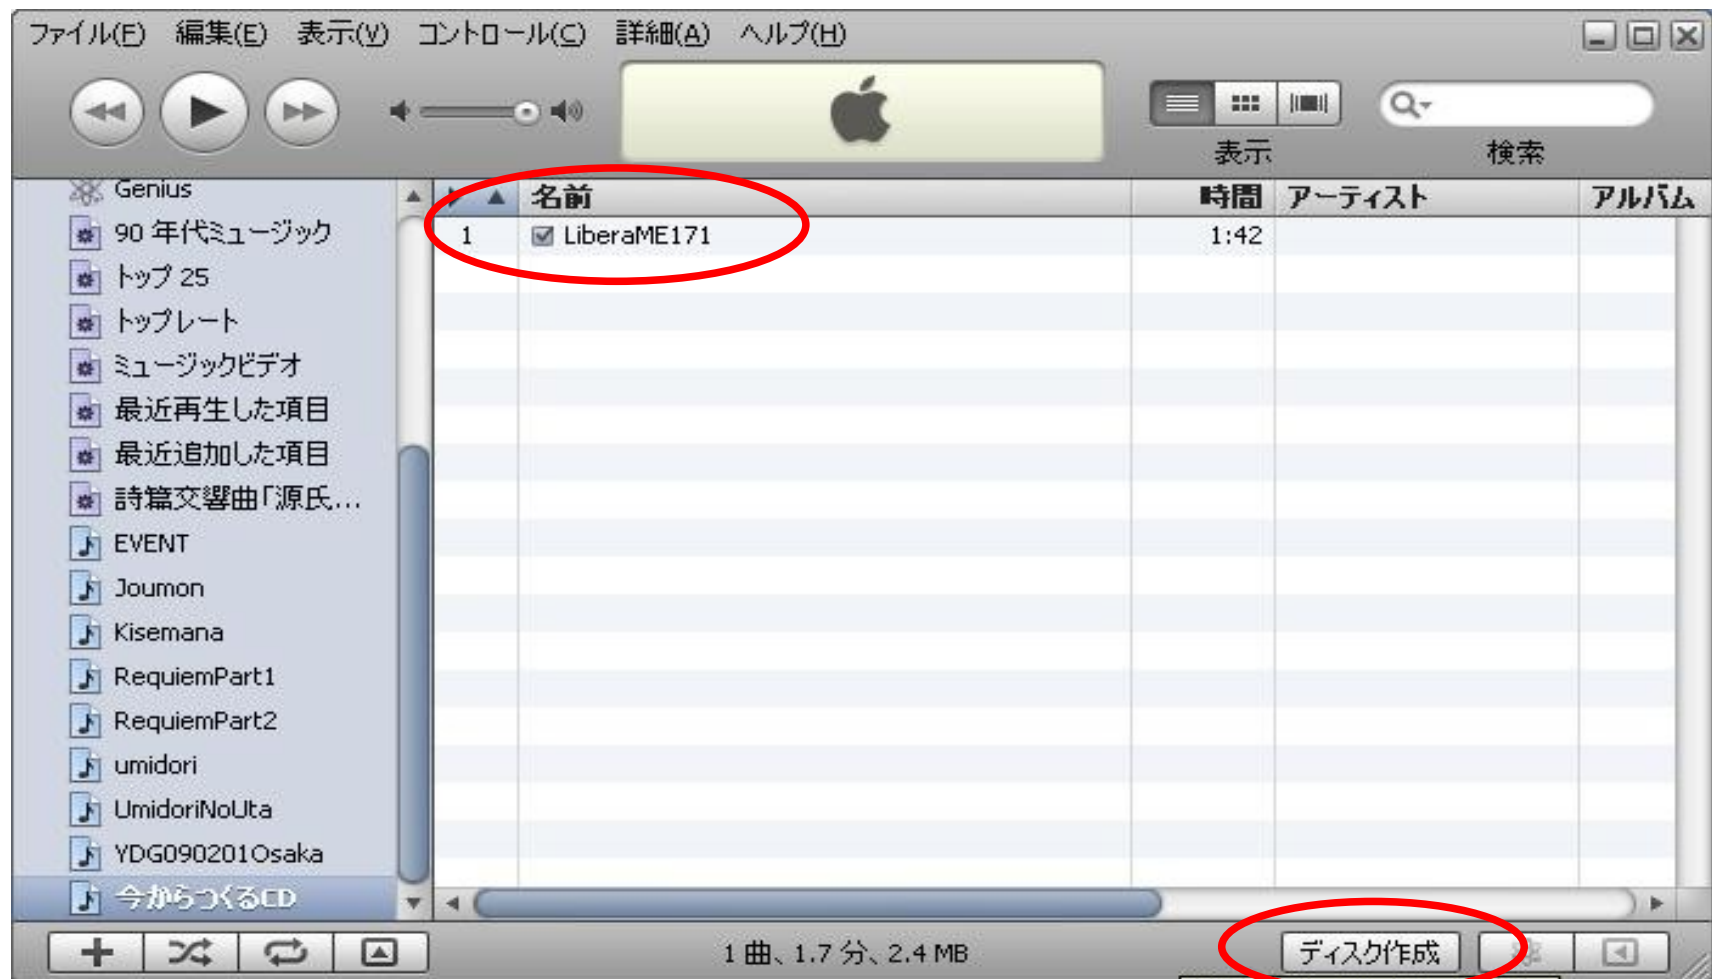 ファイル(F) 編集(E) 表示(V) コントロール(C) 詳細(A) ヘルプ(H)
表示 検索
Genius
90 年代ミュージック
トップ 25
トップレート
ミュージックビデオ
最近再生した項目
最近追加した項目
詩篇交響曲「源氏...
EVENT
Joumon
Kisemana
RequiemPart1
RequiemPart2
umidori
UmidoriNoUta
YDG090201Osaka
今からつくるCD
名前 時間 アーティスト アルバム
1 LiberaME171 1:42
1 曲、1.7 分、2.4 MB
ディスク作成